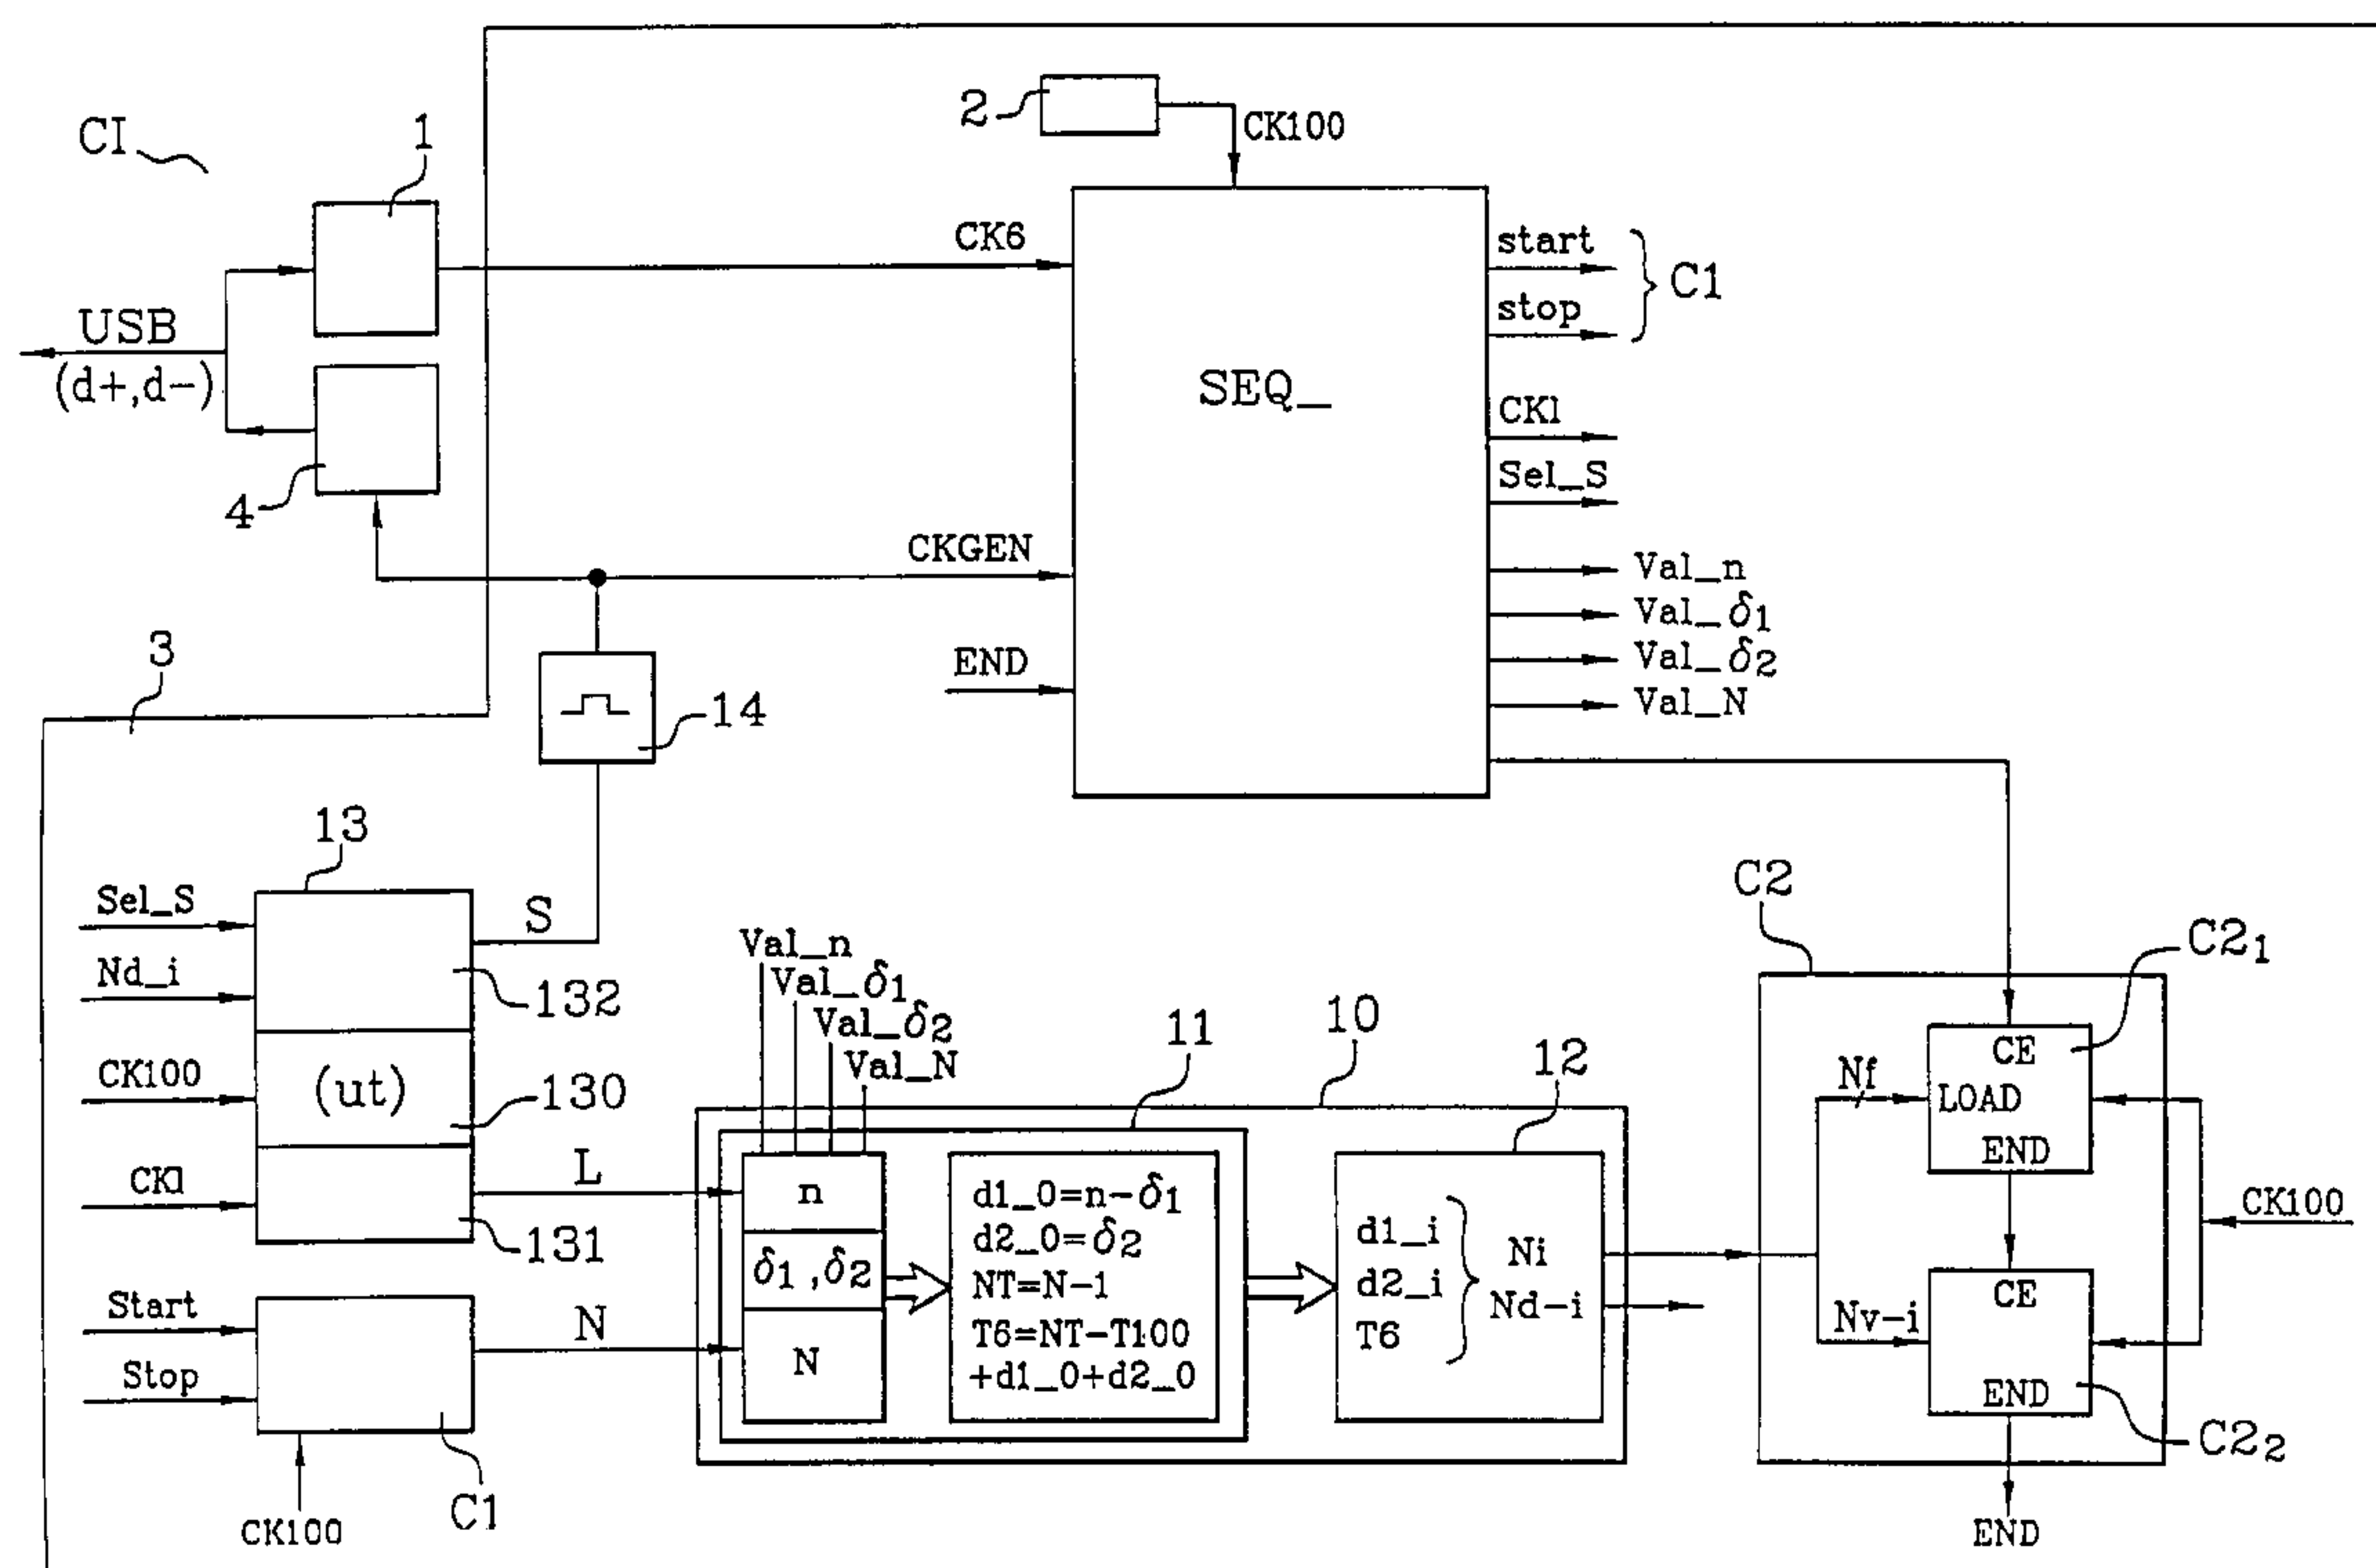 CI
1
2
CK100
CK6
start
C1
stop
USB
(d+,d-)
SEQ_
CK1
Sel_S
4
CKGEN
Val_n
Val_δ1
END
Val_δ2
Val_N
3
14
13
Sel_S
S
Nd_i
132
CK100
(ut)
130
CK1
L
131
Start
N
Stop
C1
CK100
Val_n
Val_δ1
Val_δ2
Val_N
11
10
12
n
δ1,δ2
N
d1_0=n-δ1
d2_0=δ2
NT=N-1
T6=NT-T100
+d1_0+d2_0
d1_i
d2_i
T6
Ni
Nd-i
C2
C2₁
CE
Nf
LOAD
END
CK100
CE
Nv-i
END
C2₂
END